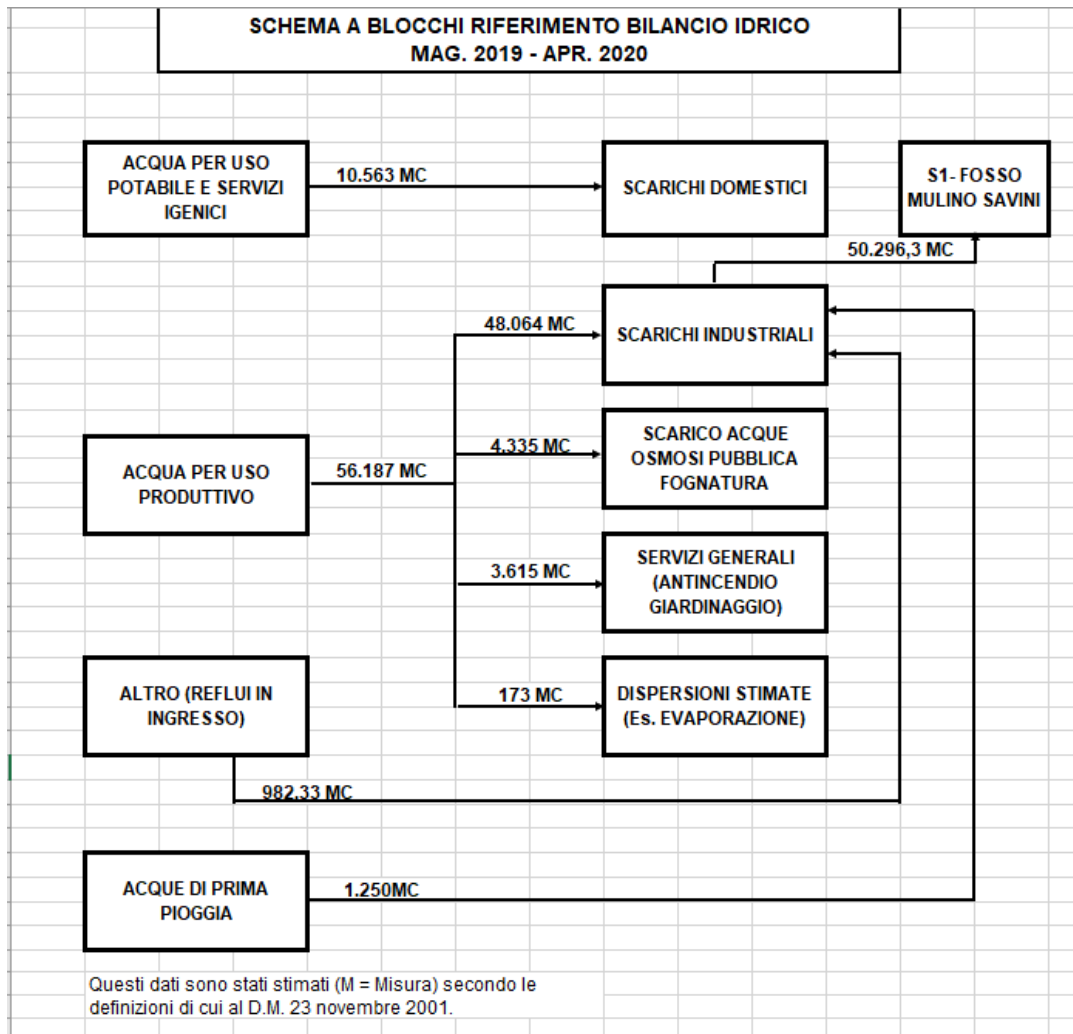 SCHEMA A BLOCCHI RIFERIMENTO BILANCIO IDRICO
MAG. 2019 - APR. 2020
ACQUA PER USO
POTABILE E SERVIZI
IGENICI
10.563 MC
SCARICHI DOMESTICI
S1- FOSSO
MULINO SAVINI
50.296,3 MC
48.064 MC
SCARICHI INDUSTRIALI
ACQUA PER USO
PRODUTTIVO
56.187 MC
4.335 MC
SCARICO ACQUE
OSMOSI PUBBLICA
FOGNATURA
3.615 MC
SERVIZI GENERALI
(ANTINCENDIO
GIARDINAGGIO)
ALTRO (REFLUI IN
INGRESSO)
173 MC
DISPERSIONI STIMATE
(Es. EVAPORAZIONE)
982,33 MC
ACQUE DI PRIMA
PIOGGIA
1.250MC
Questi dati sono stati stimati (M = Misura) secondo le
definizioni di cui al D.M. 23 novembre 2001.